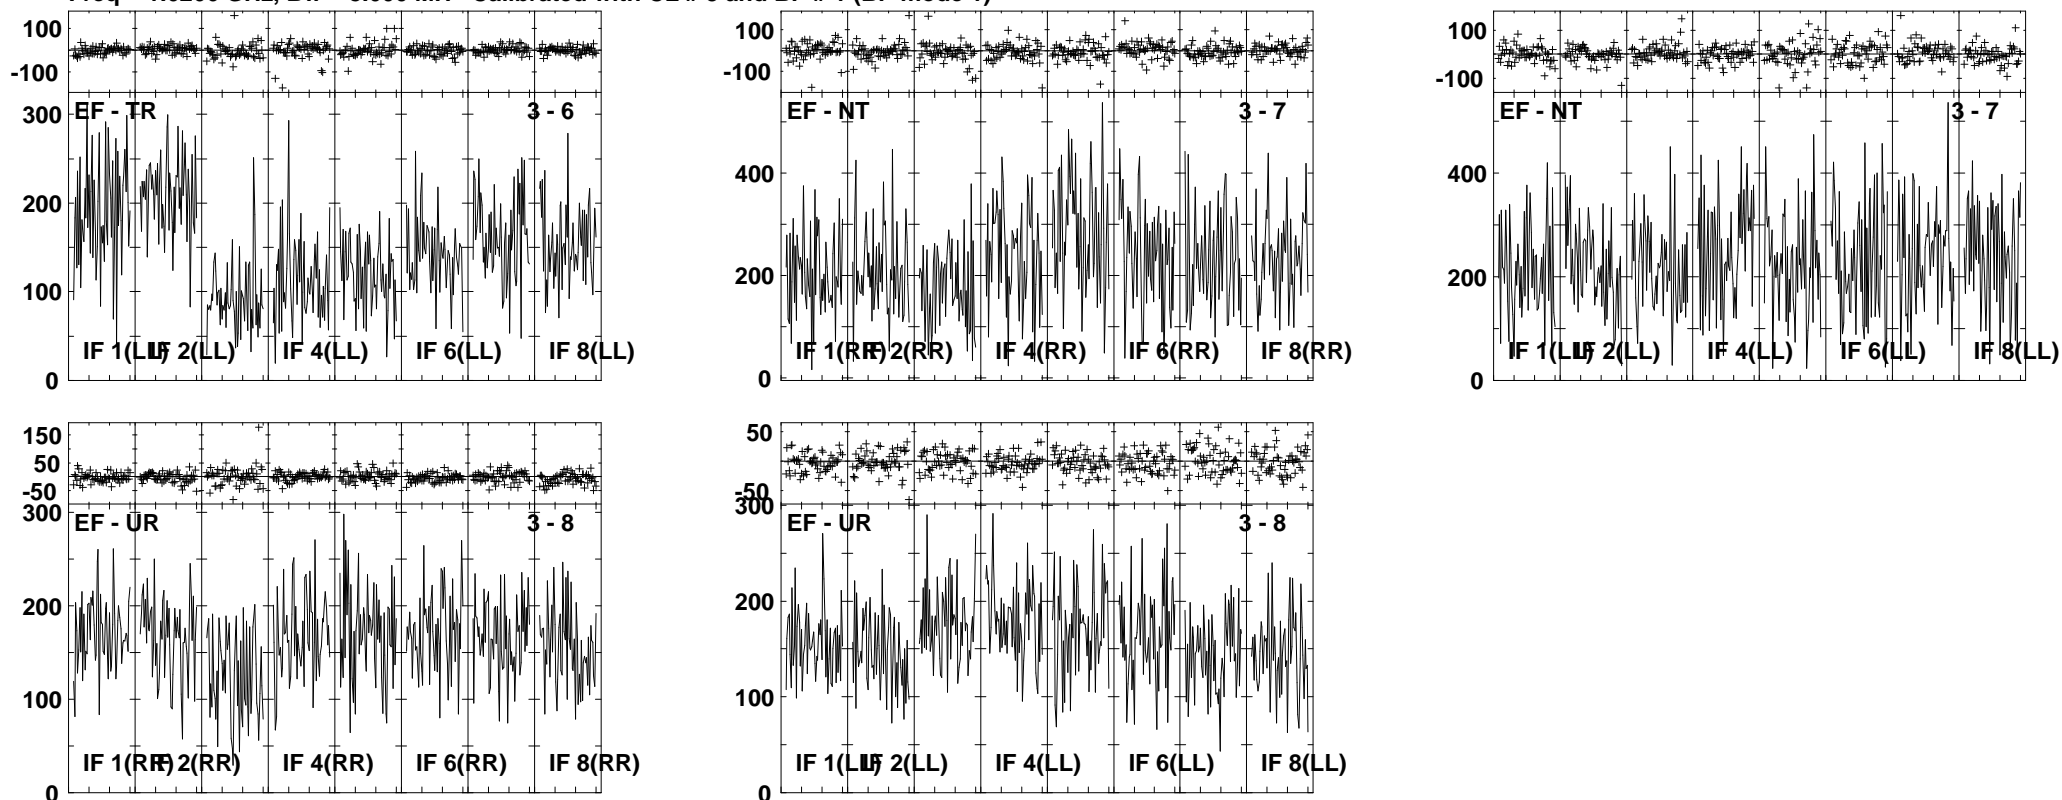 100
-100
EF - TR 3 - 6
300
200
100
0
IF 1(LL) IF 2(LL) IF 4(LL) IF 6(LL) IF 8(LL)
100
-100
EF - NT 3 - 7
400
200
0
IF 1(RR) IF 2(RR) IF 4(RR) IF 6(RR) IF 8(RR)
100
-100
EF - NT 3 - 7
400
200
0
IF 1(LL) IF 2(LL) IF 4(LL) IF 6(LL) IF 8(LL)
150
50
-50
300
EF - UR 3 - 8
200
100
0
IF 1(RR) IF 2(RR) IF 4(RR) IF 6(RR) IF 8(RR)
50
-50
300
EF - UR 3 - 8
200
100
0
IF 1(LL) IF 2(LL) IF 4(LL) IF 6(LL) IF 8(LL)